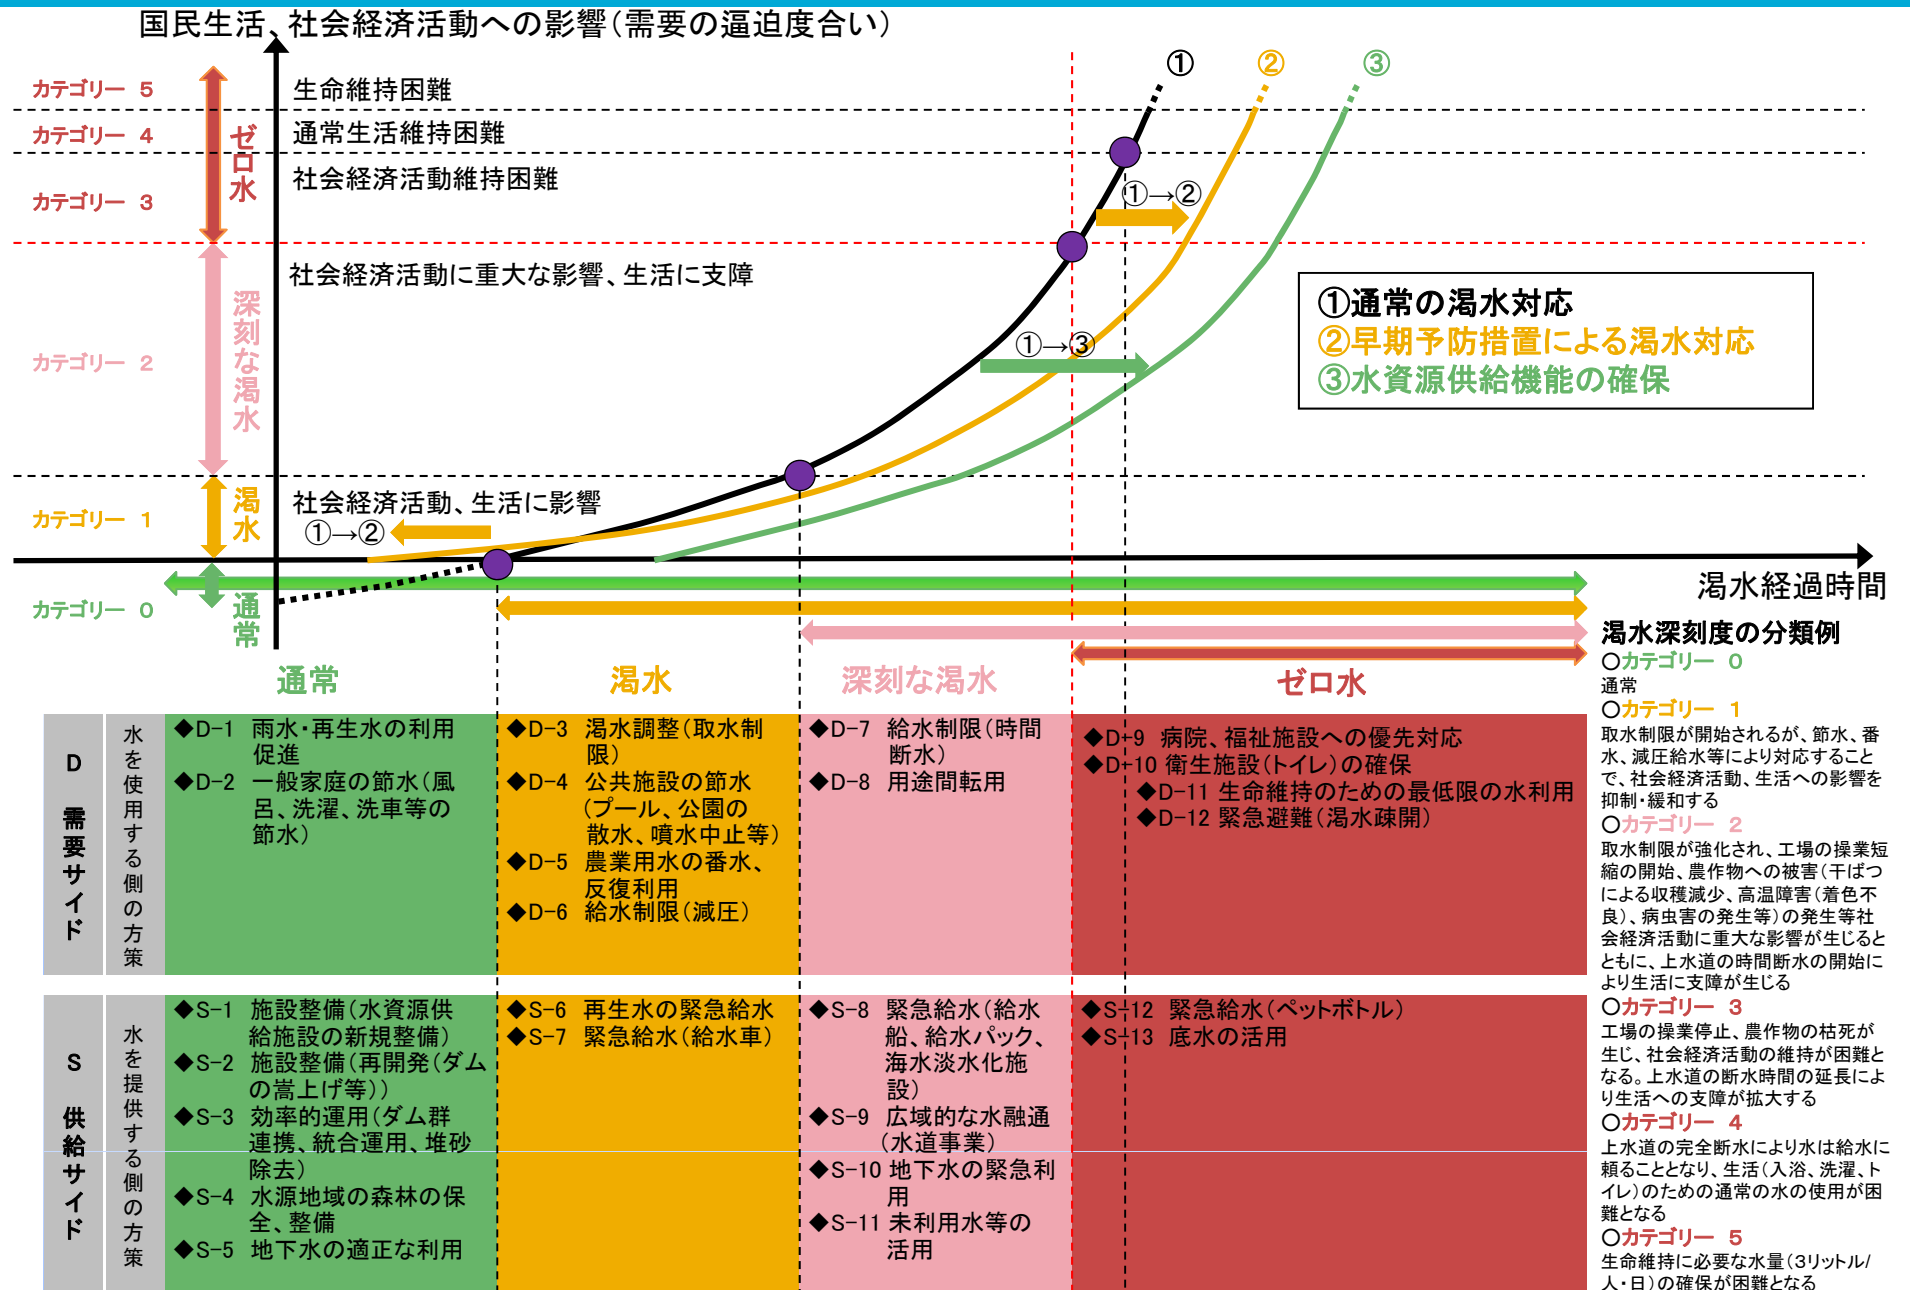 国民生活、社会経済活動への影響(需要の逼迫度合い)
カテゴリー 5
カテゴリー 4
カテゴリー 3
カテゴリー 2
カテゴリー 1
カテゴリー 0
ゼロ水
深刻な渇水
渇水
通常
生命維持困難
通常生活維持困難
社会経済活動維持困難
社会経済活動に重大な影響、生活に支障
社会経済活動、生活に影響
①→②
①→②
①→③
①
②
③
①通常の渇水対応
②早期予防措置による渇水対応
③水資源供給機能の確保
渇水経過時間
通常
渇水
深刻な渇水
ゼロ水
D 需要サイド
水を使用する側の方策
◆D-1 雨水・再生水の利用
促進
◆D-2 一般家庭の節水(風
呂、洗濯、洗車等の
節水)
◆D-3 渇水調整(取水制
限)
◆D-4 公共施設の節水
(プール、公園の
散水、噴水中止等)
◆D-5 農業用水の番水、
反復利用
◆D-6 給水制限(減圧)
◆D-7 給水制限(時間
断水)
◆D-8 用途間転用
◆D-9 病院、福祉施設への優先対応
◆D-10 衛生施設(トイレ)の確保
◆D-11 生命維持のための最低限の水利用
◆D-12 緊急避難(渇水疎開)
S 供給サイド
水を提供する側の方策
◆S-1 施設整備(水資源供
給施設の新規整備)
◆S-2 施設整備(再開発(ダム
の嵩上げ等))
◆S-3 効率的運用(ダム群
連携、統合運用、堆砂
除去)
◆S-4 水源地域の森林の保
全、整備
◆S-5 地下水の適正な利用
◆S-6 再生水の緊急給水
◆S-7 緊急給水(給水車)
◆S-8 緊急給水(給水
船、給水パック、
海水淡水化施
設)
◆S-9 広域的な水融通
(水道事業)
◆S-10 地下水の緊急利
用
◆S-11 未利用水等の
活用
◆S-12 緊急給水(ペットボトル)
◆S-13 底水の活用
渇水深刻度の分類例
○カテゴリー 0
通常
○カテゴリー 1
取水制限が開始されるが、節水、番
水、減圧給水等により対応すること
で、社会経済活動、生活への影響を
抑制・緩和する
○カテゴリー 2
取水制限が強化され、工場の操業短
縮の開始、農作物への被害(干ばつ
による収穫減少、高温障害(着色不
良)、病虫害の発生等)の発生等社
会経済活動に重大な影響が生じると
ともに、上水道の時間断水の開始に
より生活に支障が生じる
○カテゴリー 3
工場の操業停止、農作物の枯死が
生じ、社会経済活動の維持が困難と
なる。上水道の断水時間の延長によ
り生活への支障が拡大する
○カテゴリー 4
上水道の完全断水により水は給水に
頼ることとなり、生活(入浴、洗濯、ト
イレ)のための通常の水の使用が困
難となる
○カテゴリー 5
生命維持に必要な水量(3リットル/
人・日)の確保が困難となる